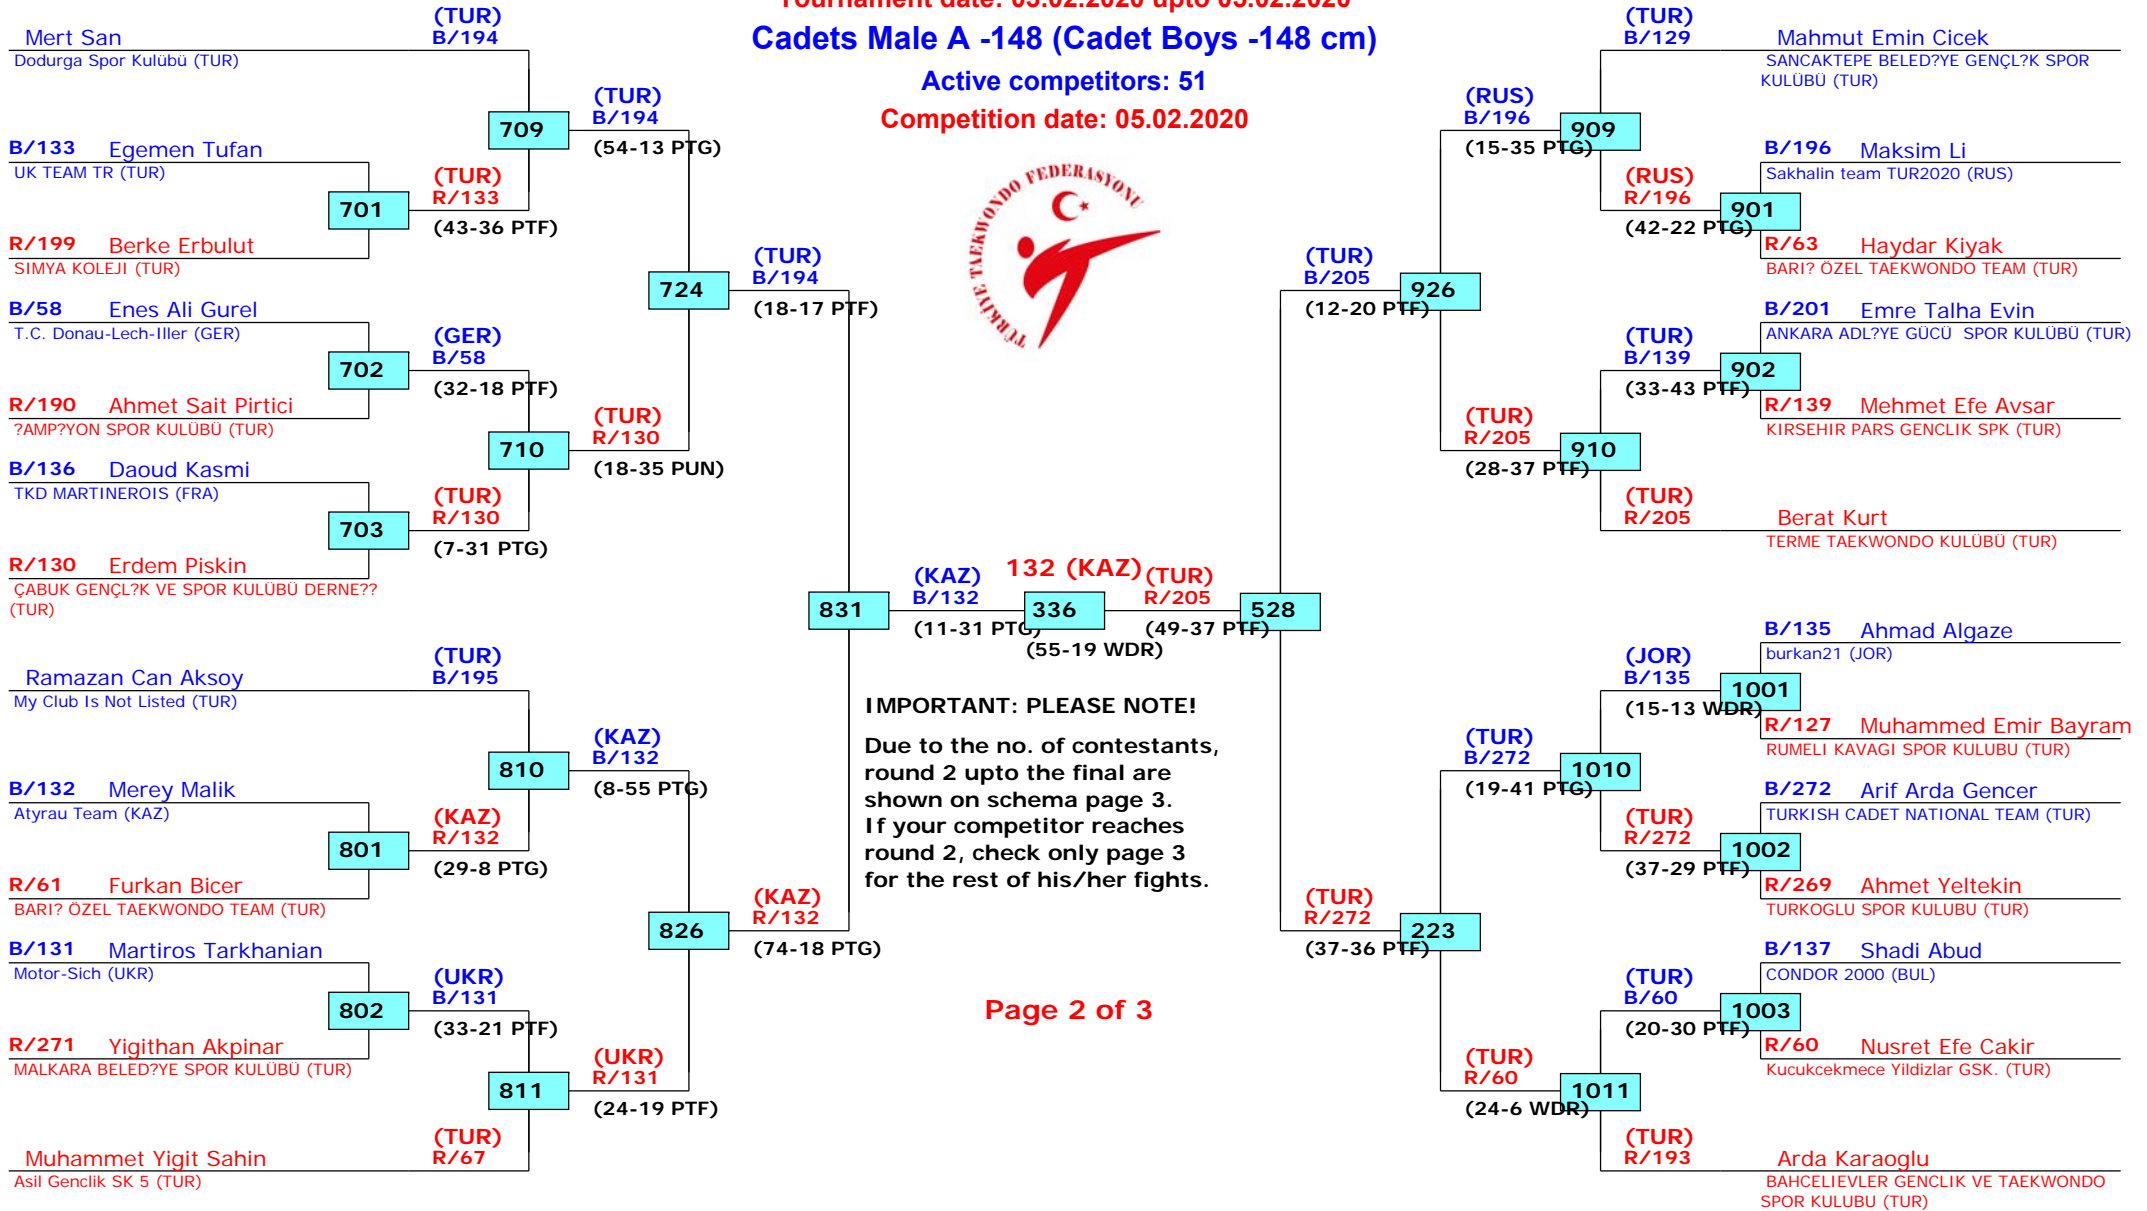 Tournament date: 03.02.2020 upto 05.02.2020
Cadets Male A -148 (Cadet Boys -148 cm)
Active competitors: 51
Competition date: 05.02.2020
TÜRKİYE TAEKWONDO FEDERASYONU
Mert San
Dodurga Spor Kulübü (TUR)
(TUR)
B/194
B/133 Egemen Tufan
UK TEAM TR (TUR)
701
R/199 Berke Erbulut
SIMYA KOLEJI (TUR)
(TUR)
R/133
(43-36 PTF)
709
(TUR)
B/194
(54-13 PTG)
B/58 Enes Ali Gurel
T.C. Donau-Lech-Iller (GER)
702
R/190 Ahmet Sait Pirtici
?AMP?YON SPOR KULÜBÜ (TUR)
(GER)
B/58
(32-18 PTF)
B/136 Daoud Kasmi
TKD MARTINEROIS (FRA)
703
R/130 Erdem Piskin
ÇABUK GENÇL?K VE SPOR KULÜBÜ DERNE??
(TUR)
(TUR)
R/130
(7-31 PTG)
710
(TUR)
R/130
(18-35 PUN)
724
(TUR)
B/194
(18-17 PTF)
Ramazan Can Aksoy
My Club Is Not Listed (TUR)
(TUR)
B/195
B/132 Merey Malik
Atyrau Team (KAZ)
801
R/61 Furkan Bicer
BARI? ÖZEL TAEKWONDO TEAM (TUR)
(KAZ)
R/132
(29-8 PTG)
810
(KAZ)
B/132
(8-55 PTG)
B/131 Martiros Tarkhanian
Motor-Sich (UKR)
802
R/271 Yigithan Akpinar
MALKARA BELED?YE SPOR KULÜBÜ (TUR)
(UKR)
B/131
(33-21 PTF)
Muhammet Yigit Sahin
Asil Genclik SK 5 (TUR)
(TUR)
R/67
811
(UKR)
R/131
(24-19 PTF)
826
(KAZ)
R/132
(74-18 PTG)
831
(KAZ)
B/132
(11-31 PTG)
132 (KAZ)
336
(55-19 WDR)
(TUR)
R/205
(49-37 PTF)
528
IMPORTANT: PLEASE NOTE!
Due to the no. of contestants,
round 2 upto the final are
shown on schema page 3.
If your competitor reaches
round 2, check only page 3
for the rest of his/her fights.
Page 2 of 3
(TUR)
B/129
Mahmut Emin Cicek
SANCAKTEPE BELED?YE GENÇL?K SPOR
KULÜBÜ (TUR)
B/196 Maksim Li
Sakhalin team TUR2020 (RUS)
901
R/63 Haydar Kiyak
BARI? ÖZEL TAEKWONDO TEAM (TUR)
(RUS)
R/196
(42-22 PTG)
909
(RUS)
B/196
(15-35 PTG)
B/201 Emre Talha Evin
ANKARA ADL?YE GÜCÜ SPOR KULÜBÜ (TUR)
902
R/139 Mehmet Efe Avsar
KIRSEHIR PARS GENCLIK SPK (TUR)
(TUR)
B/139
(33-43 PTF)
(TUR)
R/205
Berat Kurt
TERME TAEKWONDO KULÜBÜ (TUR)
910
(TUR)
R/205
(28-37 PTF)
926
(TUR)
B/205
(12-20 PTF)
B/135 Ahmad Algaze
burkan21 (JOR)
1001
R/127 Muhammed Emir Bayram
RUMELI KAVAGI SPOR KULUBU (TUR)
(JOR)
B/135
(15-13 WDR)
B/272 Arif Arda Gencer
TURKISH CADET NATIONAL TEAM (TUR)
1002
R/269 Ahmet Yeltekin
TURKOGLU SPOR KULUBU (TUR)
(TUR)
R/272
(37-29 PTF)
1010
(TUR)
B/272
(19-41 PTG)
B/137 Shadi Abud
CONDOR 2000 (BUL)
1003
R/60 Nusret Efe Cakir
Kucukcekmece Yildizlar GSK. (TUR)
(TUR)
B/60
(20-30 PTF)
(TUR)
R/193
Arda Karaoglu
BAHCELIEVLER GENCLIK VE TAEKWONDO
SPOR KULUBU (TUR)
1011
(TUR)
R/60
(24-6 WDR)
223
(TUR)
R/272
(37-36 PTF)